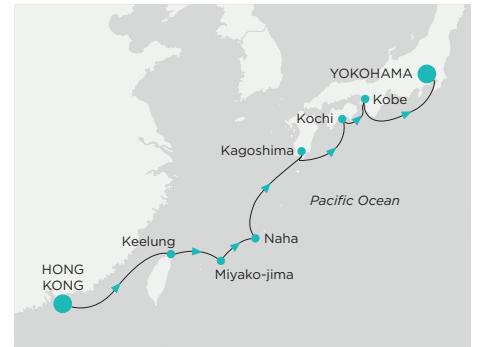 YOKOHAMA
Kobe
Kochi
Kagoshima
Pacific Ocean
Naha
Keelung
Miyako-jima
HONG
KONG